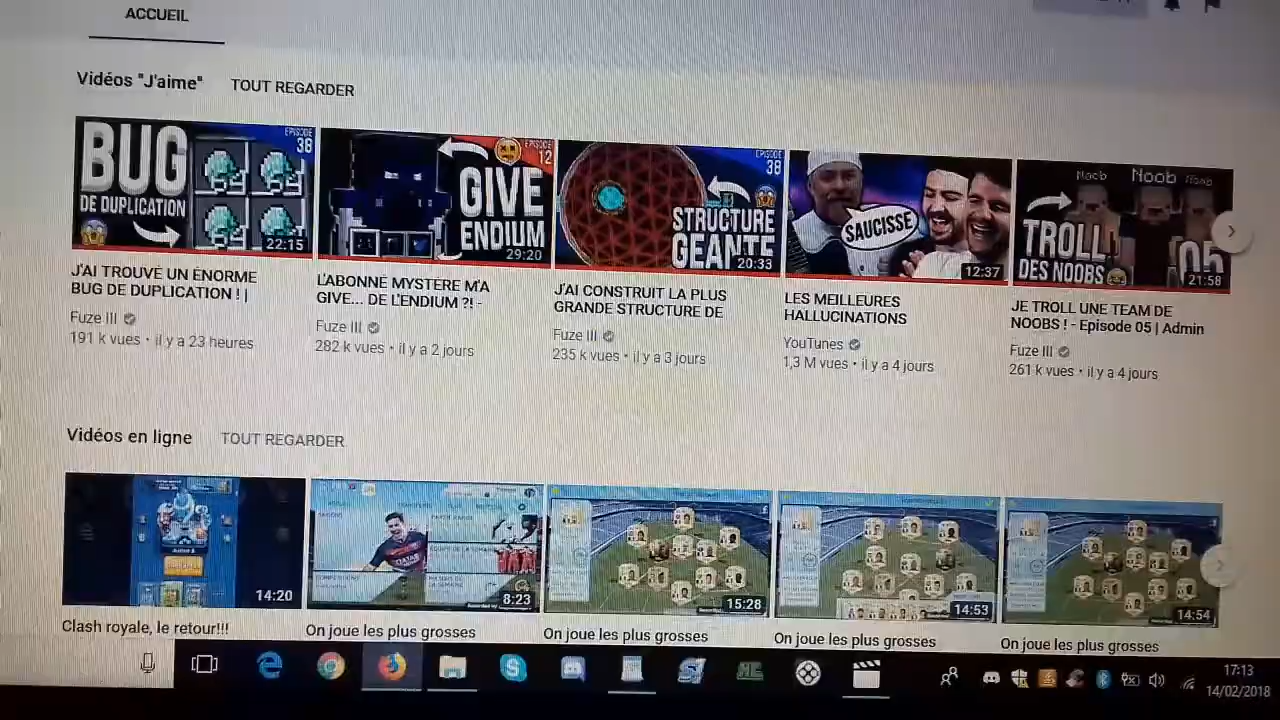 ACCUEIL
Vidéos "J'aime" TOUT REGARDER
BUG
DE DUPLICATION
EPISODE
38
22:15
EPISODE
12
GIVE
ENDIUM
29:20
EPISODE
38
STRUCTURE
GEANTE
20:33
SAUCISSE
12:37
Noob Noob Noob
TROLL
DES NOOBS
05
21:58
J'AI TROUVÉ UN ÉNORME
BUG DE DUPLICATION ! |
Fuze III
191 k vues • il y a 23 heures
L'ABONNÉ MYSTÈRE M'A
GIVE... DE L'ENDIUM ?! -
Fuze III
282 k vues • il y a 2 jours
J'AI CONSTRUIT LA PLUS
GRANDE STRUCTURE DE
Fuze III
235 k vues • il y a 3 jours
LES MEILLEURES
HALLUCINATIONS
YouTunes
1,3 M vues • il y a 4 jours
JE TROLL UNE TEAM DE
NOOBS ! - Episode 05 | Admin
Fuze III
261 k vues • il y a 4 jours
Vidéos en ligne TOUT REGARDER
14:20
8:23
15:28
14:53
14:54
Clash royale, le retour!!!
On joue les plus grosses
On joue les plus grosses
On joue les plus grosses
On joue les plus grosses
17:13
14/02/2018